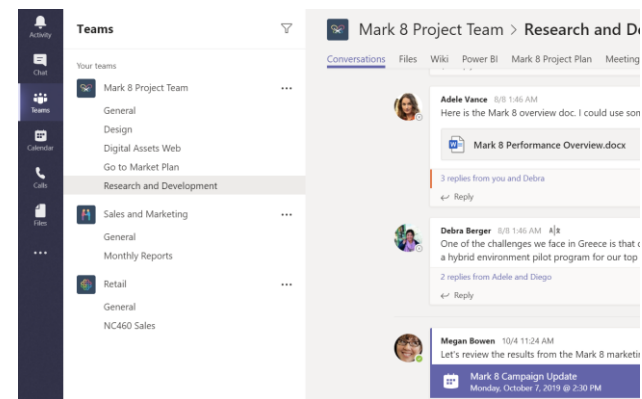 Activity
Chat
Teams
Calendar
Calls
Files
Teams
Your teams
Mark 8 Project Team
General
Design
Digital Assets Web
Go to Market Plan
Research and Development
Sales and Marketing
General
Monthly Reports
Retail
General
NC460 Sales
Mark 8 Project Team > Research and De
Conversations Files Wiki Power BI Mark 8 Project Plan Meeting
Adele Vance 8/8 1:46 AM
Here is the Mark 8 overview doc. I could use som
Mark 8 Performance Overview.docx
3 replies from you and Debra
Reply
Debra Berger 8/8 1:46 AM
One of the challenges we face in Greece is that
a hybrid environment pilot program for our top
2 replies from Adele and Diego
Reply
Megan Bowen 10/4 11:24 AM
Let's review the results from the Mark 8 marketin
Mark 8 Campaign Update
Monday, October 7, 2019 @ 2:30 PM